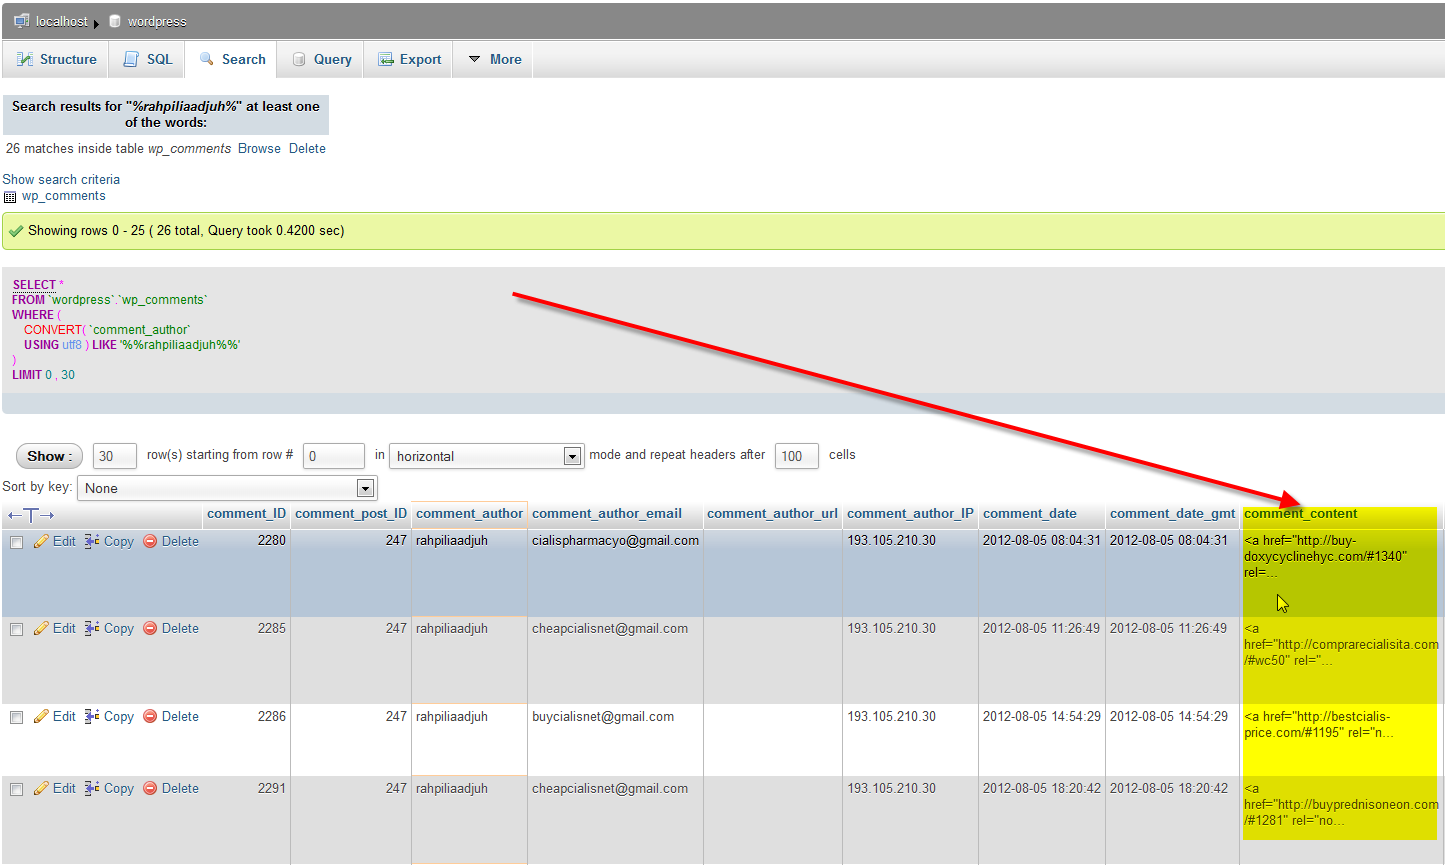 localhost wordpress
Structure SQL Search Query Export More
Search results for "%rahpiliaadjuh%" at least one
of the words:
26 matches inside table wp_comments Browse Delete
Show search criteria
wp_comments
Showing rows 0 - 25 ( 26 total, Query took 0.4200 sec)
SELECT *
FROM `wordpress`.`wp_comments`
WHERE (
CONVERT( `comment_author`
USING utf8 ) LIKE '%%rahpiliaadjuh%%'
)
LIMIT 0 , 30
Show : 30 row(s) starting from row # 0 in horizontal mode and repeat headers after 100 cells
Sort by key: None
←T→ comment_ID comment_post_ID comment_author comment_author_email comment_author_url comment_author_IP comment_date comment_date_gmt comment_content
Edit Copy Delete 2280 247 rahpiliaadjuh cialispharmacyo@gmail.com 193.105.210.30 2012-08-05 08:04:31 2012-08-05 08:04:31 <a href="http://buy-
doxycyclinehyc.com/#1340"
rel=...
Edit Copy Delete 2285 247 rahpiliaadjuh cheapcialisnet@gmail.com 193.105.210.30 2012-08-05 11:26:49 2012-08-05 11:26:49 <a
href="http://comprarecialisita.com
/#wc50" rel="...
Edit Copy Delete 2286 247 rahpiliaadjuh buycialisnet@gmail.com 193.105.210.30 2012-08-05 14:54:29 2012-08-05 14:54:29 <a href="http://bestcialis-
price.com/#1195" rel="n...
Edit Copy Delete 2291 247 rahpiliaadjuh cheapcialisnet@gmail.com 193.105.210.30 2012-08-05 18:20:42 2012-08-05 18:20:42 <a
href="http://buyprednisoneon.com
/#1281" rel="no...